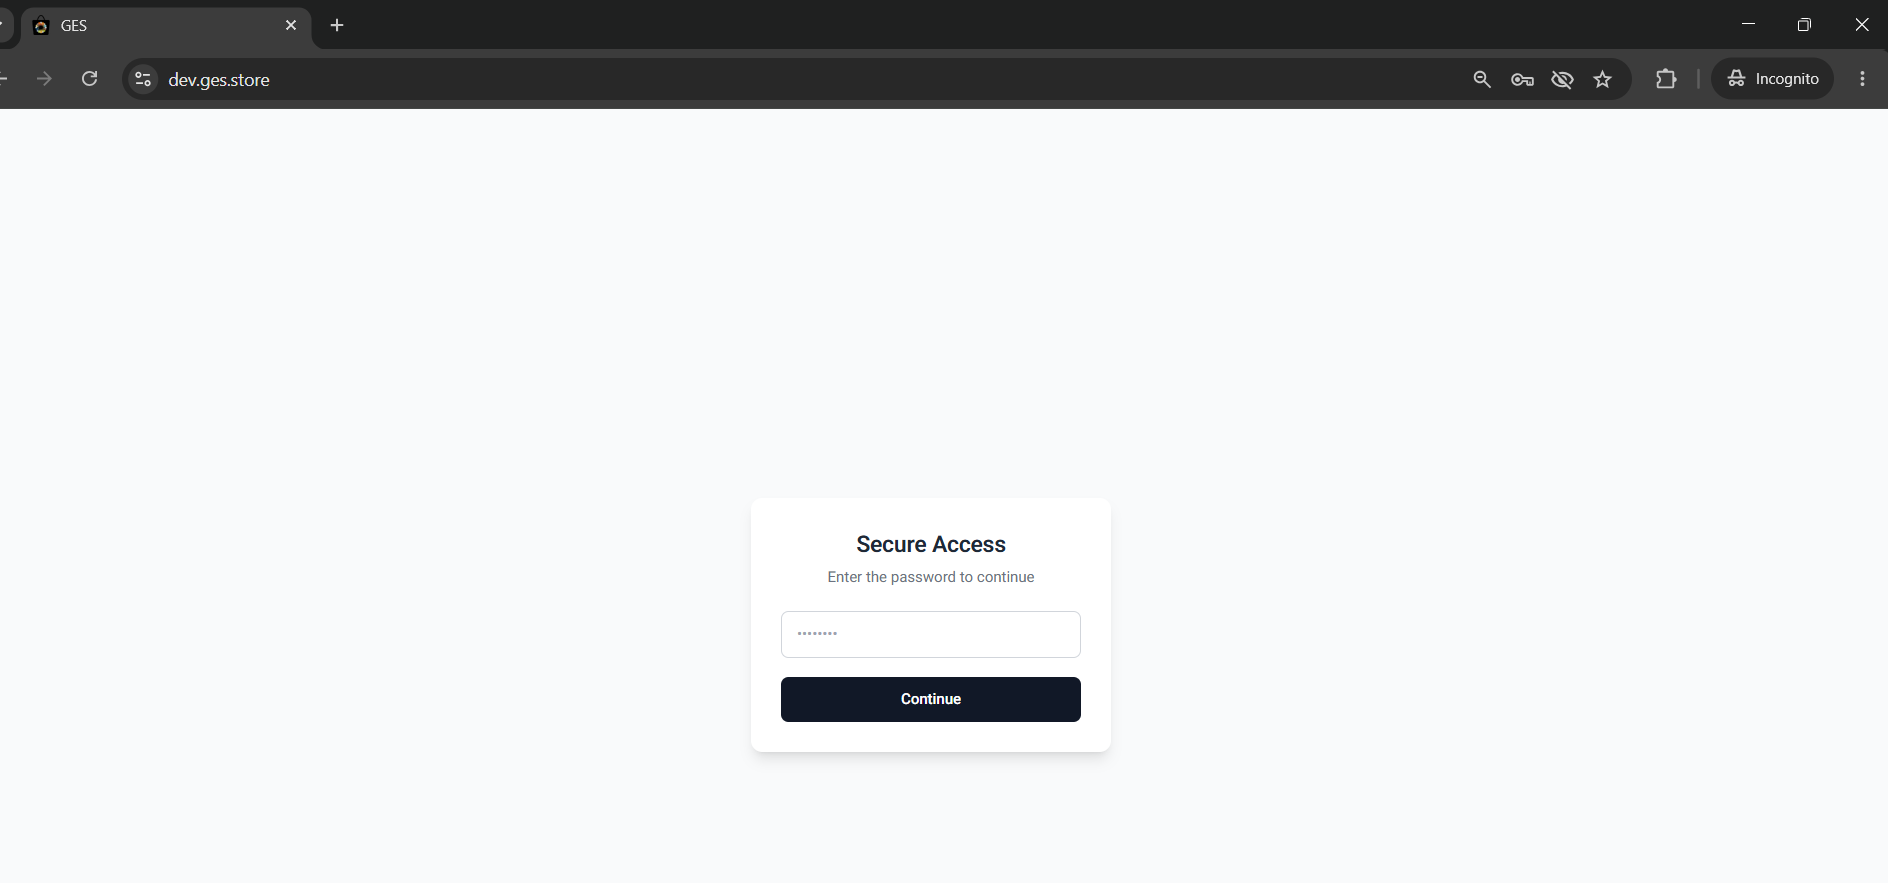 GES
dev.ges.store
Incognito
Secure Access
Enter the password to continue
Continue